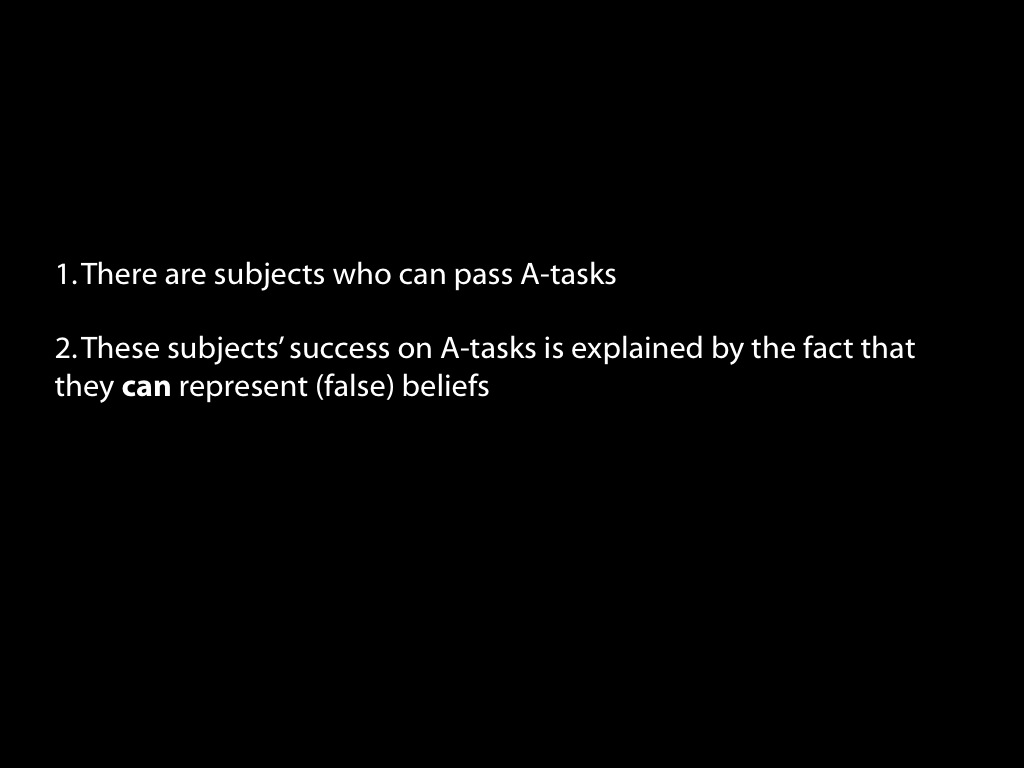 1. There are subjects who can pass A-tasks
2. These subjects’ success on A-tasks is explained by the fact that
they can represent (false) beliefs